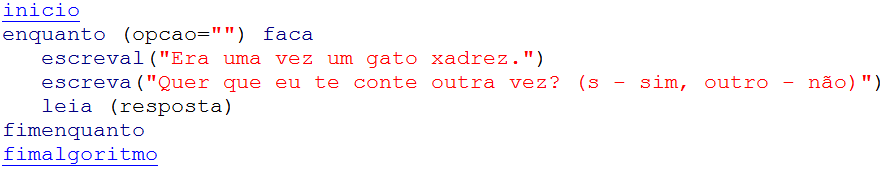 inicio
enquanto (opcao="") faca
   escreval("Era uma vez um gato xadrez.")
   escreva("Quer que eu te conte outra vez? (s - sim, outro - não)")
   leia (resposta)
fimenquanto
fimalgoritmo